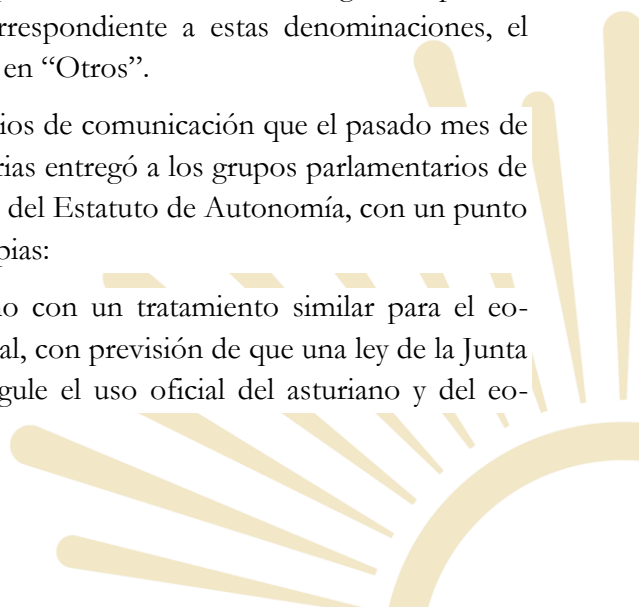 rrespondiente a estas denominaciones, el
en “Otros”.
ios de comunicación que el pasado mes de
rias entregó a los grupos parlamentarios de
del Estatuto de Autonomía, con un punto
pias:
no con un tratamiento similar para el eo-
al, con previsión de que una ley de la Junta
gule el uso oficial del asturiano y del eo-